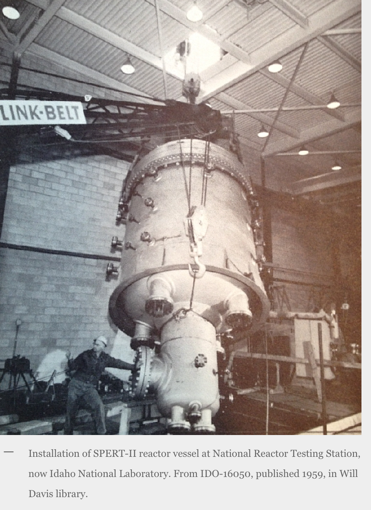 LINK-BELT
— Installation of SPERT-II reactor vessel at National Reactor Testing Station,
now Idaho National Laboratory. From IDO-16050, published 1959, in Will
Davis library.